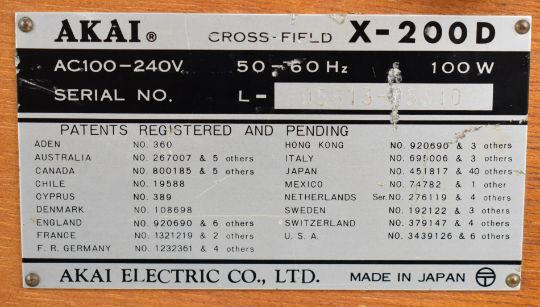 AKAI® CROSS-FIELD X-200D
AC100-240V 50-60Hz 100W
SERIAL NO. L-
PATENTS REGISTERED AND PENDING
ADEN NO. 360
AUSTRALIA NO. 267007 & 5 others
CANADA NO. 800185 & 5 others
CHILE NO. 19588
CYPRUS NO. 389
DENMARK NO. 108698
ENGLAND NO. 920690 & 6 others
FRANCE NO. 1321219 & 2 others
F. R. GERMANY NO. 1232361 & 4 others
HONG KONG NO. 920690 & 3 others
ITALY NO. 695006 & 3 others
JAPAN NO. 451817 & 40 others
MEXICO NO. 74782 & 1 other
NETHERLANDS Ser. NO. 276119 & 4 others
SWEDEN NO. 192122 & 3 others
SWITZERLAND NO. 379147 & 4 others
U. S. A. NO. 3439126 & 6 others
AKAI ELECTRIC CO., LTD. MADE IN JAPAN